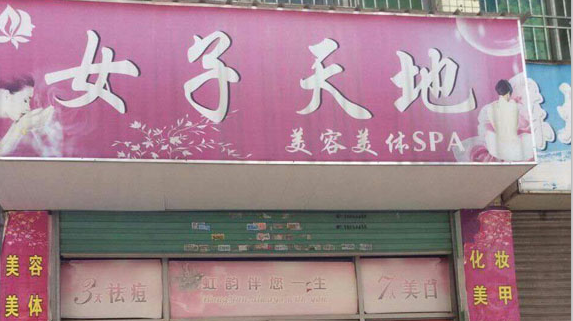 女子天地
美容美体SPA
美容
美体
3天祛痘
虹韵伴您一生
7天美白
化妆
美甲